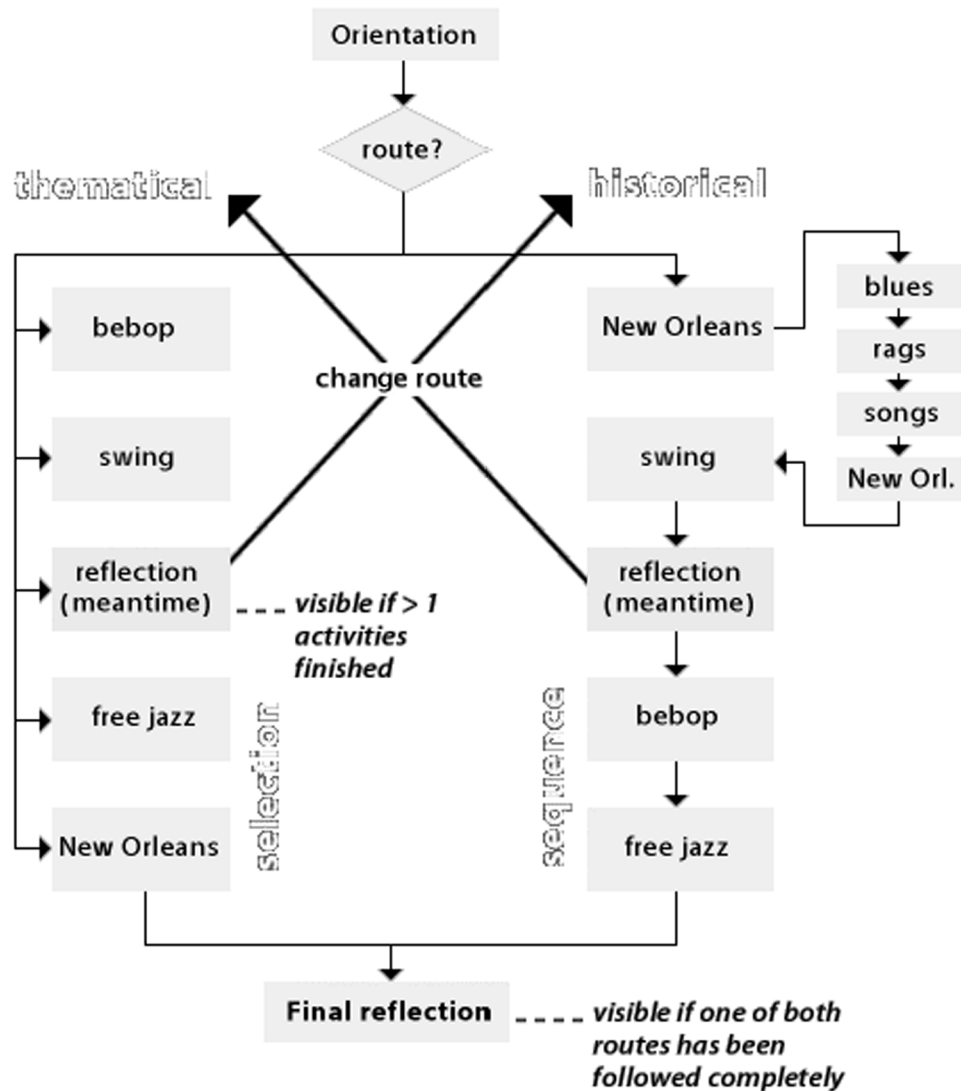 Orientation
route?
thematical
historical
bebop
swing
reflection
(meantime)
visible if > 1
activities
finished
free jazz
New Orleans
selection
change route
New Orleans
blues
rags
songs
New Orl.
swing
reflection
(meantime)
bebop
free jazz
sequence
Final reflection
visible if one of both
routes has been
followed completely